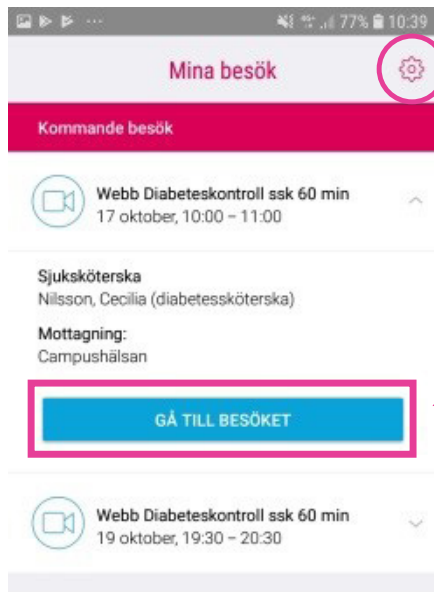 77% 10:39
Mina besök
Kommande besök
Webb Diabeteskontroll ssk 60 min
17 oktober, 10:00 – 11:00
Sjuksköterska
Nilsson, Cecilia (diabetessköterska)
Mottagning:
Campushälsan
GÅ TILL BESÖKET
Webb Diabeteskontroll ssk 60 min
19 oktober, 19:30 – 20:30